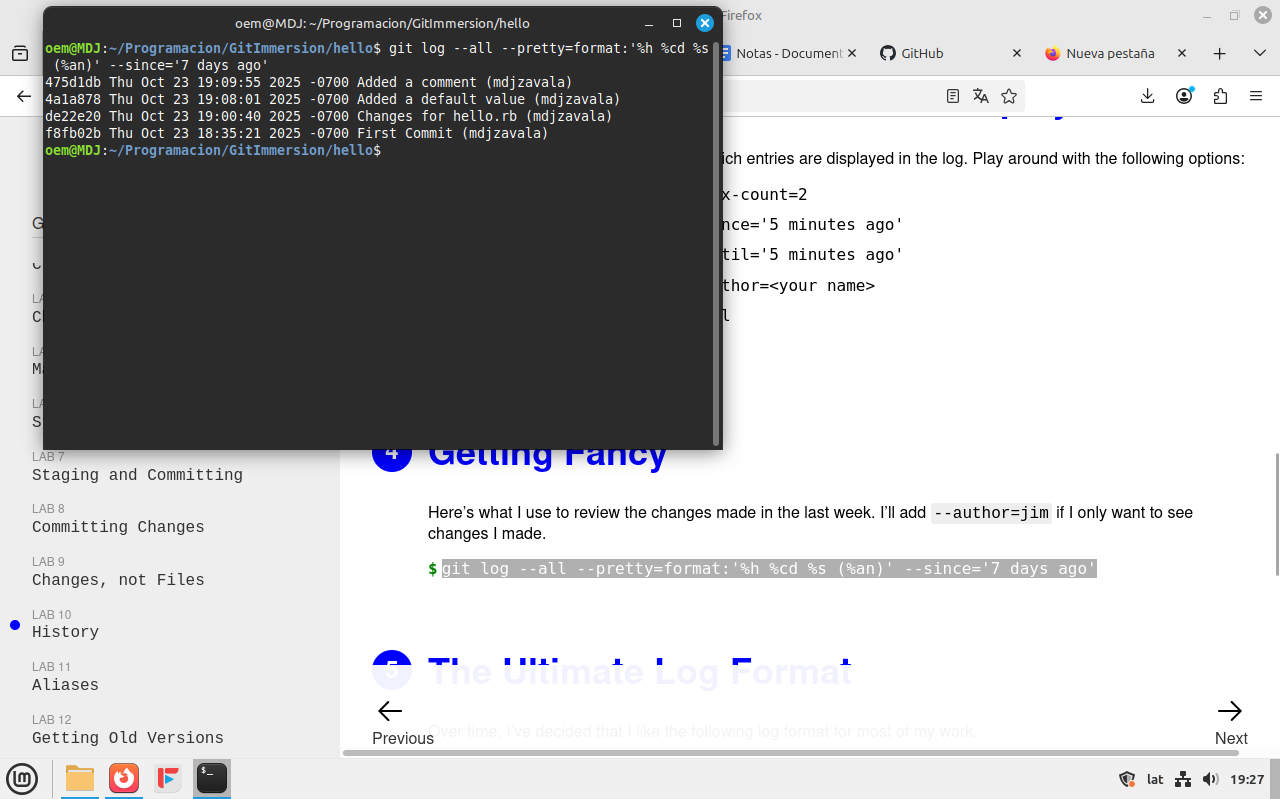 oem@MDJ: ~/Programacion/GitImmersion/hello
Firefox
oem@MDJ:~/Programacion/GitImmersion/hello$ git log --all --pretty=format:'%h %cd %s
(%an)' --since='7 days ago'
475d1db Thu Oct 23 19:09:55 2025 -0700 Added a comment (mdjzavala)
4a1a878 Thu Oct 23 19:08:01 2025 -0700 Added a default value (mdjzavala)
de22e20 Thu Oct 23 19:00:40 2025 -0700 Changes for hello.rb (mdjzavala)
f8fb02b Thu Oct 23 18:35:21 2025 -0700 First Commit (mdjzavala)
oem@MDJ:~/Programacion/GitImmersion/hello$
Notas - Document
GitHub
Nueva pestaña
ich entries are displayed in the log. Play around with the following options:
x-count=2
nce='5 minutes ago'
til='5 minutes ago'
thor=<your name>
l
LAB 7
Staging and Committing
LAB 8
Committing Changes
LAB 9
Changes, not Files
LAB 10
History
LAB 11
Aliases
LAB 12
Getting Old Versions
4 Getting Fancy
Here's what I use to review the changes made in the last week. I'll add --author=jim if I only want to see
changes I made.
$ git log --all --pretty=format:'%h %cd %s (%an)' --since='7 days ago'
5 The Ultimate Log Format
Over time, I've decided that I like the following log format for most of my work.
Previous
Next
$_
lat
19:27